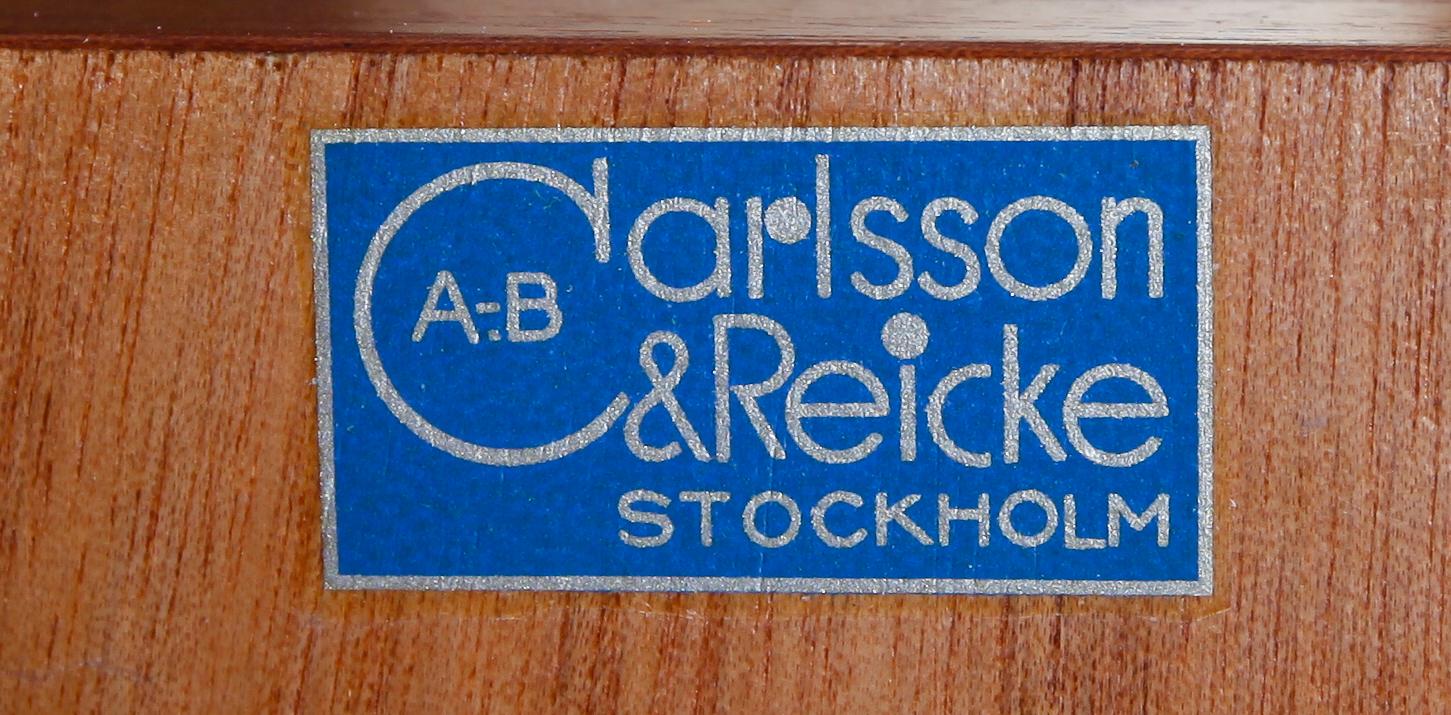 A-:B Carlsson
& Reicke
STOCKHOLM